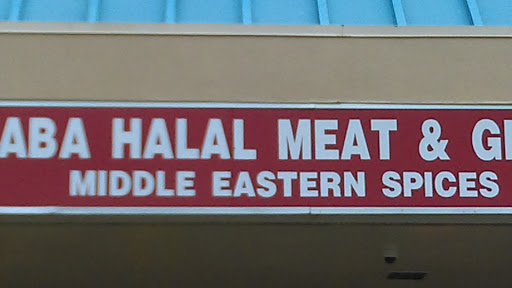 ABA HALAL MEAT & G
MIDDLE EASTERN SPICES